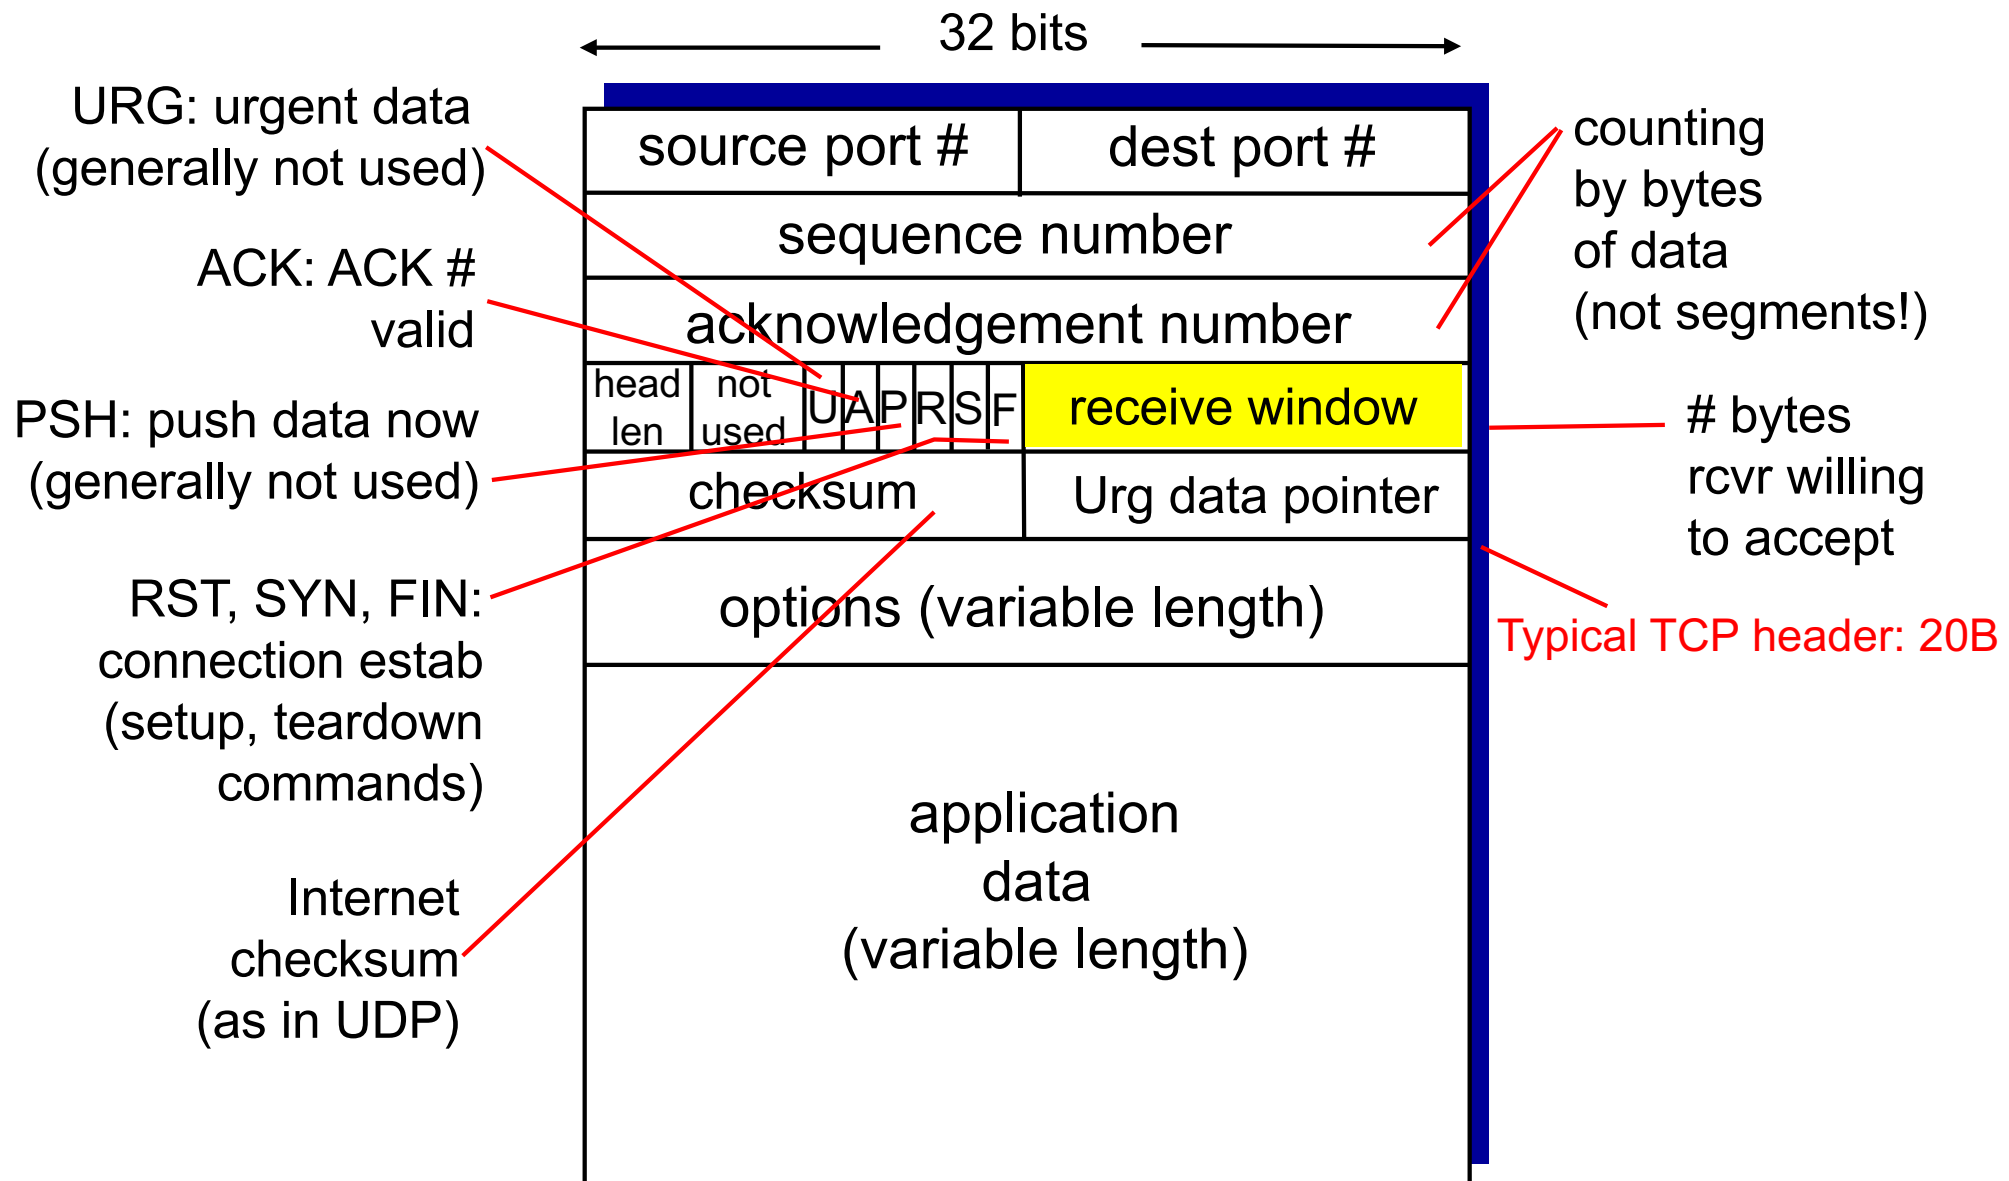 32 bits
URG: urgent data
(generally not used)
ACK: ACK #
valid
PSH: push data now
(generally not used)
RST, SYN, FIN:
connection estab
(setup, teardown
commands)
Internet
checksum
(as in UDP)
source port #
dest port #
sequence number
acknowledgement number
head
len
not
used
U
A
P
R
S
F
receive window
checksum
Urg data pointer
options (variable length)
application
data
(variable length)
counting
by bytes
of data
(not segments!)
# bytes
rcvr willing
to accept
Typical TCP header: 20B